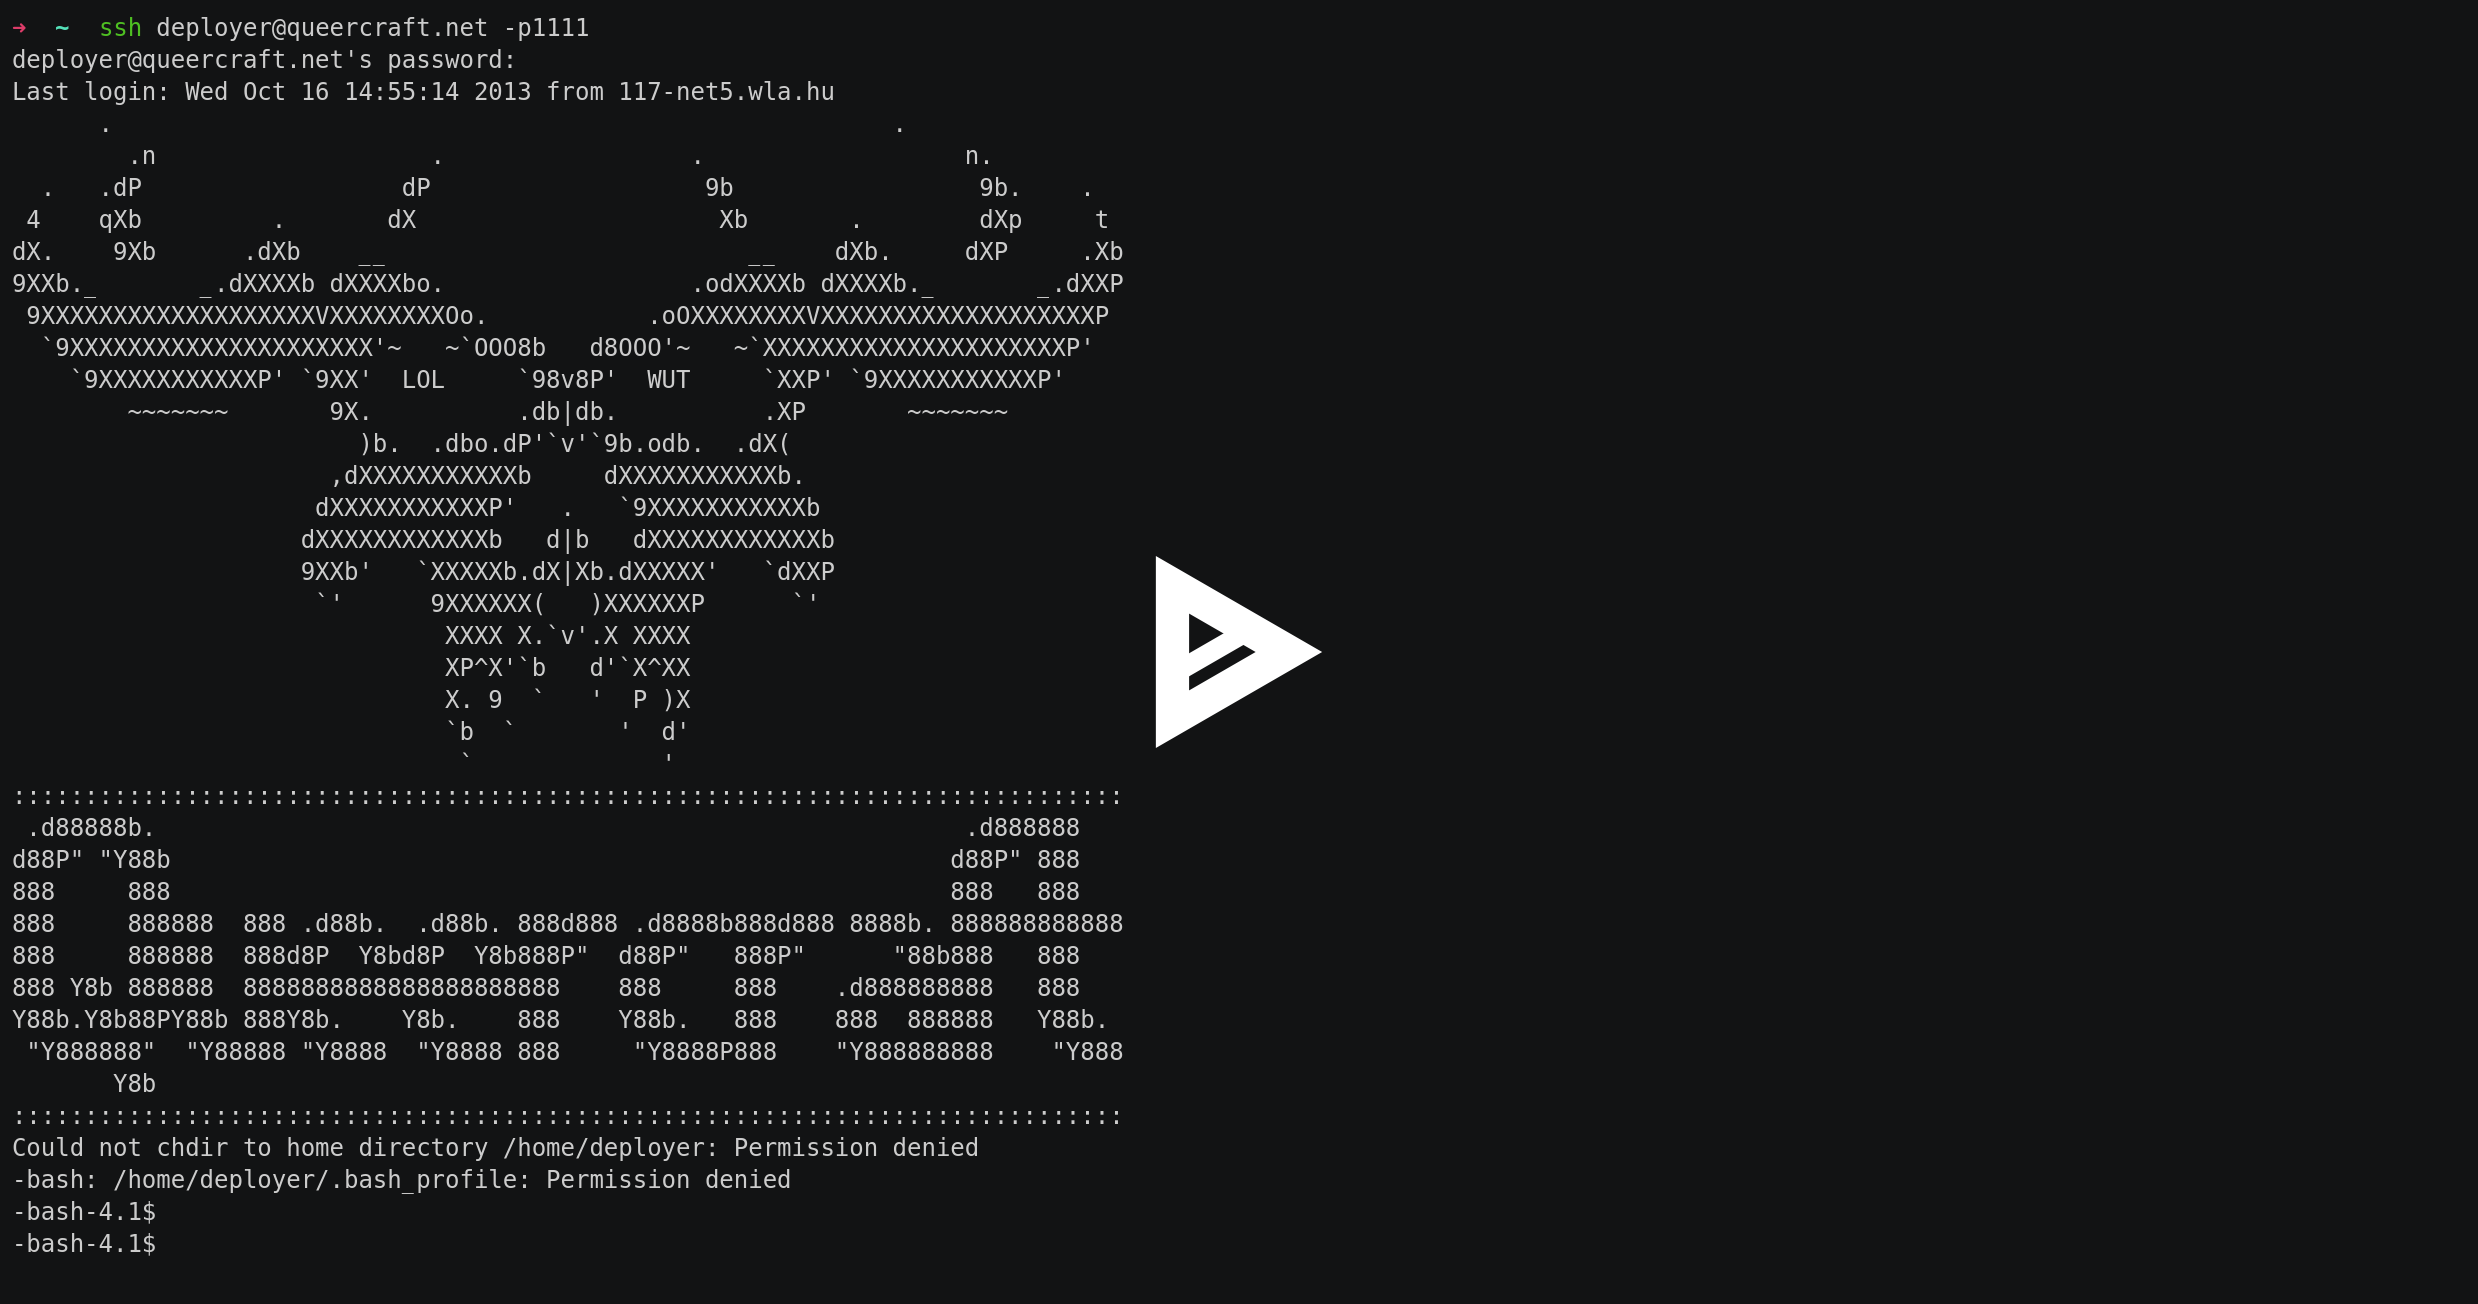 ➜  ~  ssh deployer@queercraft.net -p1111
deployer@queercraft.net's password:
Last login: Wed Oct 16 14:55:14 2013 from 117-net5.wla.hu
      .                                                      .
        .n                   .                 .                  n.
  .   .dP                  dP                   9b                 9b.    .
 4    qXb         .       dX                     Xb       .        dXp     t
dX.    9Xb      .dXb    __                         __    dXb.     dXP     .Xb
9XXb._       _.dXXXXb dXXXXbo.                 .odXXXXb dXXXXb._       _.dXXP
 9XXXXXXXXXXXXXXXXXXXVXXXXXXXXOo.           .oOXXXXXXXXVXXXXXXXXXXXXXXXXXXXP
  `9XXXXXXXXXXXXXXXXXXXXX'~   ~`OOO8b   d8OOO'~   ~`XXXXXXXXXXXXXXXXXXXXXP'
    `9XXXXXXXXXXXP' `9XX'  LOL     `98v8P'  WUT     `XXP' `9XXXXXXXXXXXP'
        ~~~~~~~       9X.          .db|db.          .XP       ~~~~~~~
                        )b.  .dbo.dP'`v'`9b.odb.  .dX(
                      ,dXXXXXXXXXXXb     dXXXXXXXXXXXb.
                     dXXXXXXXXXXXP'   .   `9XXXXXXXXXXXb
                    dXXXXXXXXXXXXb   d|b   dXXXXXXXXXXXXb
                    9XXb'   `XXXXXb.dX|Xb.dXXXXX'   `dXXP
                     `'      9XXXXXX(   )XXXXXXP      `'
                              XXXX X.`v'.X XXXX
                              XP^X'`b   d'`X^XX
                              X. 9  `   '  P )X
                              `b  `       '  d'
                               `             '
:::::::::::::::::::::::::::::::::::::::::::::::::::::::::::::::::::::::::::::
 .d88888b.                                                        .d888888
d88P" "Y88b                                                      d88P" 888
888     888                                                      888   888
888     888888  888 .d88b.  .d88b. 888d888 .d8888b888d888 8888b. 888888888888
888     888888  888d8P  Y8bd8P  Y8b888P"  d88P"   888P"      "88b888   888
888 Y8b 888888  8888888888888888888888    888     888    .d888888888   888
Y88b.Y8b88PY88b 888Y8b.    Y8b.    888    Y88b.   888    888  888888   Y88b.
 "Y888888"  "Y88888 "Y8888  "Y8888 888     "Y8888P888    "Y888888888    "Y888
       Y8b
:::::::::::::::::::::::::::::::::::::::::::::::::::::::::::::::::::::::::::::
Could not chdir to home directory /home/deployer: Permission denied
-bash: /home/deployer/.bash_profile: Permission denied
-bash-4.1$
-bash-4.1$